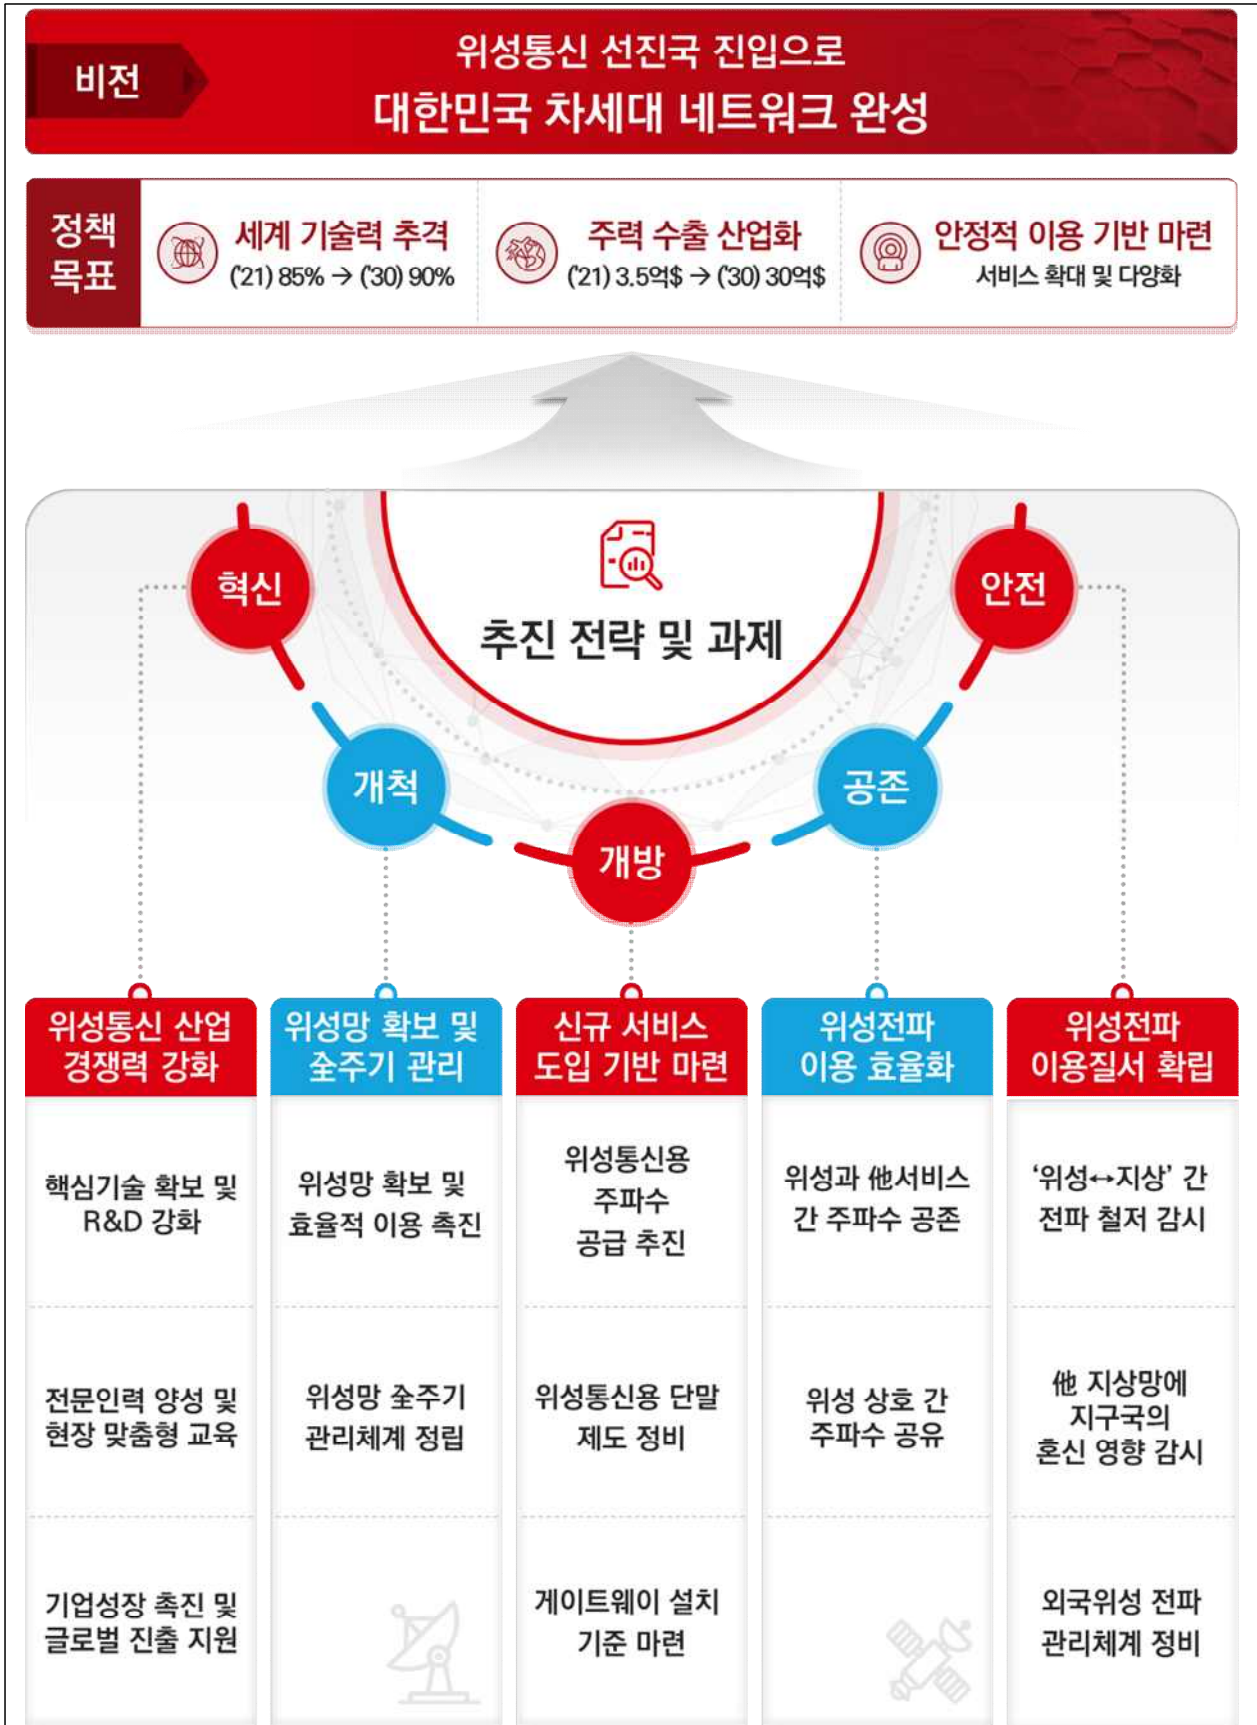 비전
위성통신 선진국 진입으로
대한민국 차세대 네트워크 완성
정책
목표
세계 기술력 추격
('21) 85% → ('30) 90%
주력 수출 산업화
('21) 3.5억$ → ('30) 30억$
안정적 이용 기반 마련
서비스 확대 및 다양화
추진 전략 및 과제
혁신
개척
개방
공존
안전
위성통신 산업
경쟁력 강화
핵심기술 확보 및
R&D 강화
전문인력 양성 및
현장 맞춤형 교육
기업성장 촉진 및
글로벌 진출 지원
위성망 확보 및
全주기 관리
위성망 확보 및
효율적 이용 촉진
위성망 全주기
관리체계 정립
신규 서비스
도입 기반 마련
위성통신용
주파수
공급 추진
위성통신용 단말
제도 정비
게이트웨이 설치
기준 마련
위성전파
이용 효율화
위성과 他서비스
간 주파수 공존
위성 상호 간
주파수 공유
위성전파
이용질서 확립
‘위성↔지상’ 간
전파 철저 감시
他 지상망에
지구국의
혼신 영향 감시
외국위성 전파
관리체계 정비